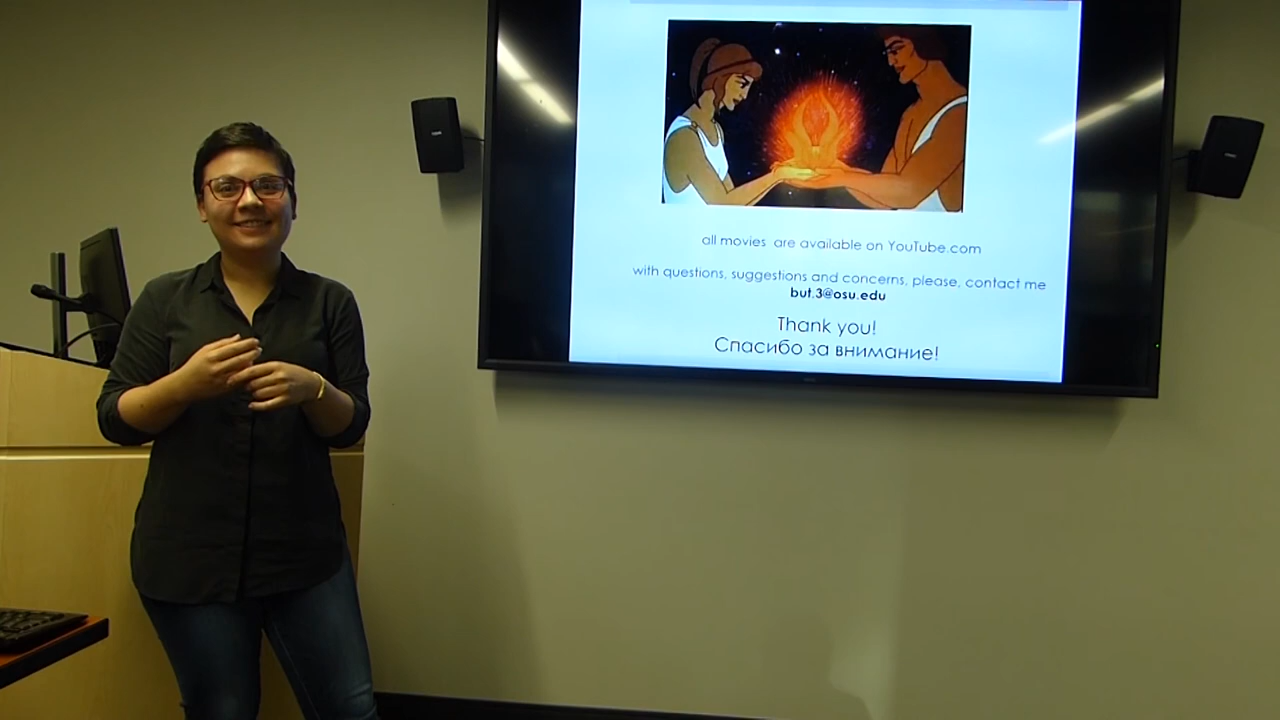 all movies are available on YouTube.com
with questions, suggestions and concerns, please, contact me
but.3@osu.edu
Thank you!
Спасибо за внимание!